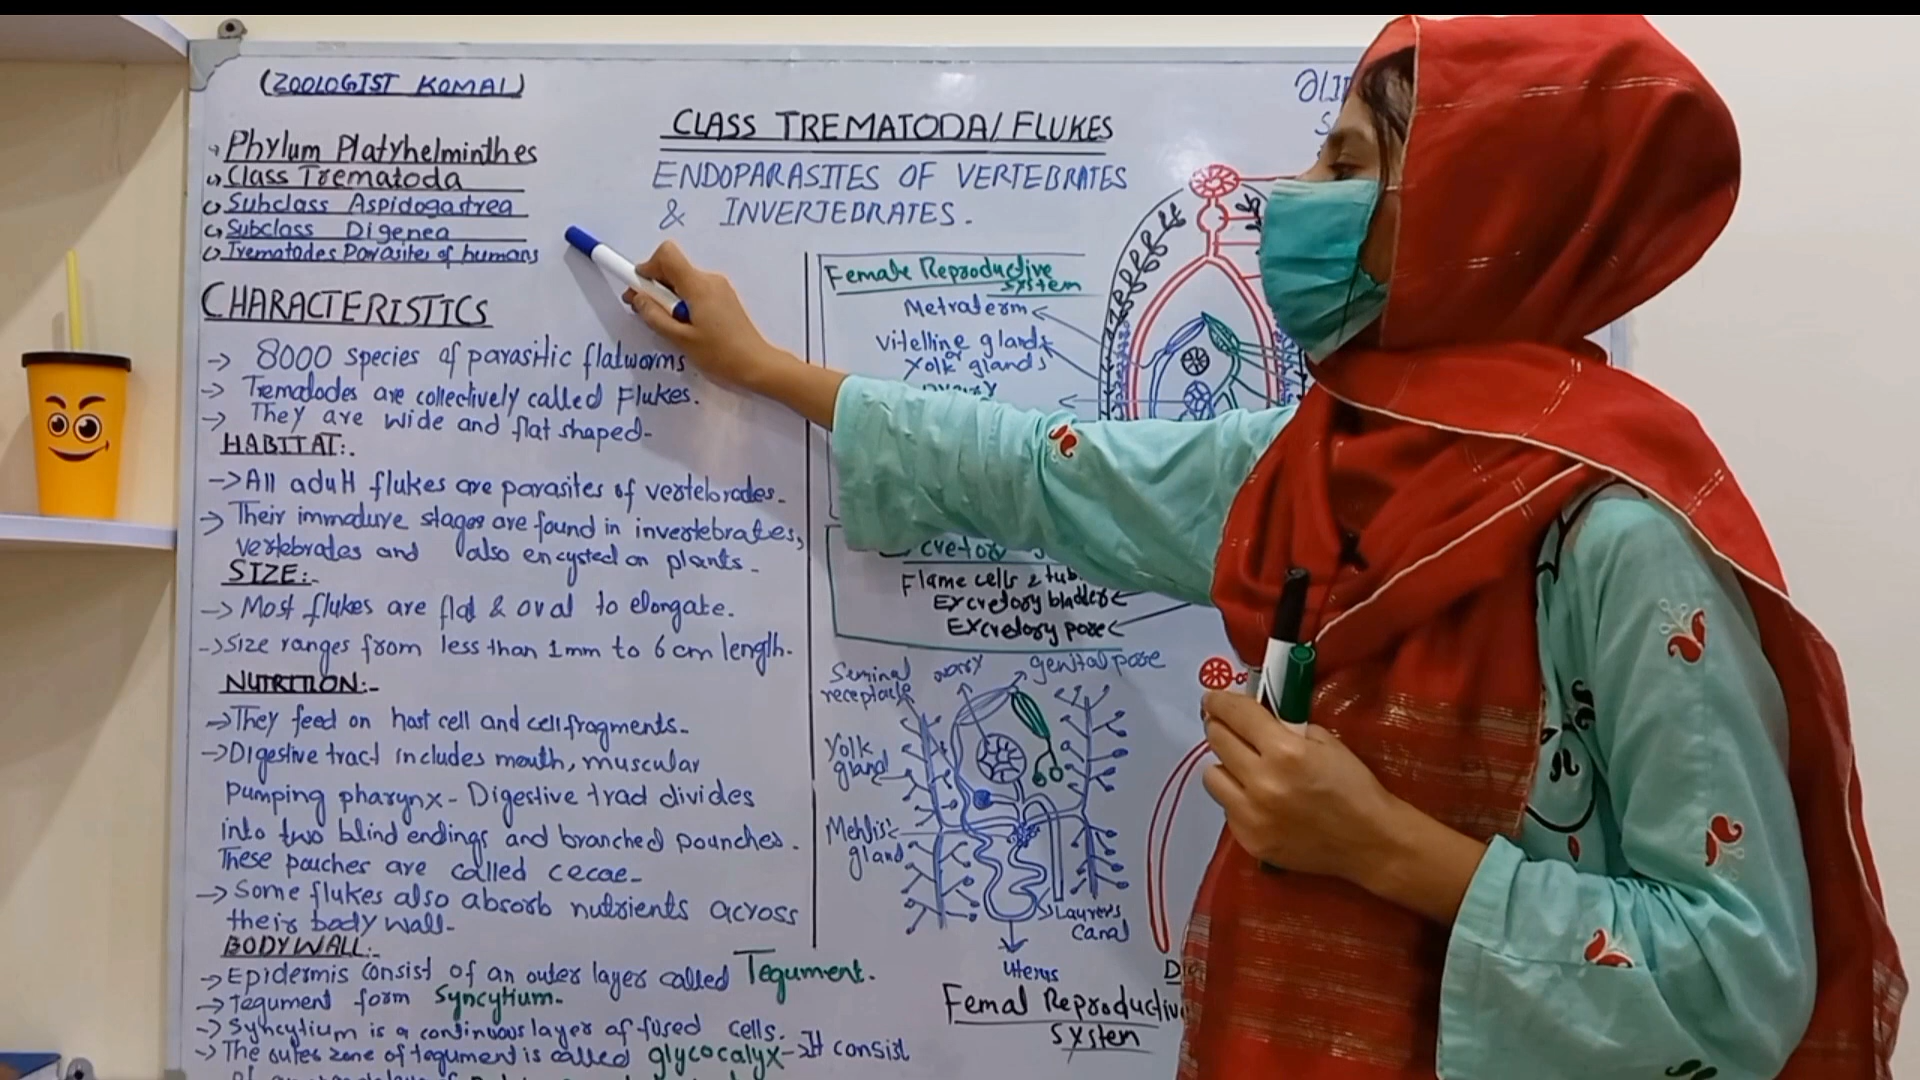 (ZOOLOGIST KOMAL)
Phylum Platyhelminthes
Class Trematoda
Subclass Aspidogastrea
Subclass Digenea
Trematodes Parasites of humans
CHARACTERISTICS
→ 8000 species of parasitic flatworms
→ Trematodes are collectively called Flukes.
→ They are wide and flat shaped-
HABITAT:-
→ All adult flukes are parasites of vertebrates-
→ Their immature stages are found in invertebrates,
vertebrates and also encysted on plants-
SIZE:-
→ Most flukes are flat & oval to elongate.
→ Size ranges from less than 1mm to 6cm length-
NUTRITION:-
→ They feed on host cell and cell fragments-
→ Digestive tract includes mouth, muscular
pumping pharynx- Digestive tract divides
into two blind endings and branched pounches.
These pouches are called cecae-
→ Some flukes also absorb nutrients across
their body wall-
BODYWALL:-
→ Epidermis consist of an outer layer called Tegument.
→ Tegument form Syncytium-
→ Syncytium is a continuous layer of fused cells.
→ The outer zone of tegument is called glycocalyx- It consist
CLASS TREMATODA/FLUKES
ENDOPARASITES OF VERTEBRATES
& INVERTEBRATES.
Female Reproductive
system
Metraterm
Vitelline glands
or
Yolk glands
Flame cells &
Excretory bladder
Excretory pore
Seminal
receptacle
ovary
genital pore
Yolk
gland
Mehlis's
gland
Laurer's
Canal
Uterus
Femal Reproductive
system